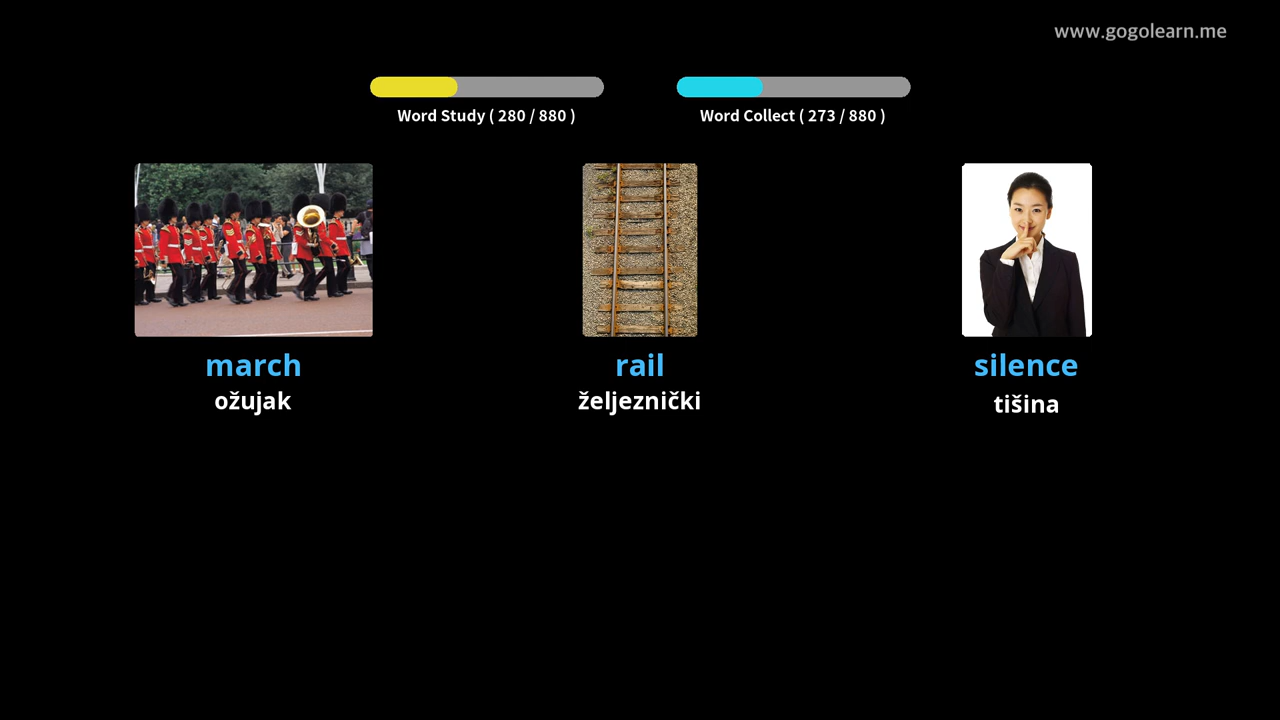 www.gogolearn.me
Word Study ( 280 / 880 )
Word Collect ( 273 / 880 )
march
ožujak
rail
željeznički
silence
tišina